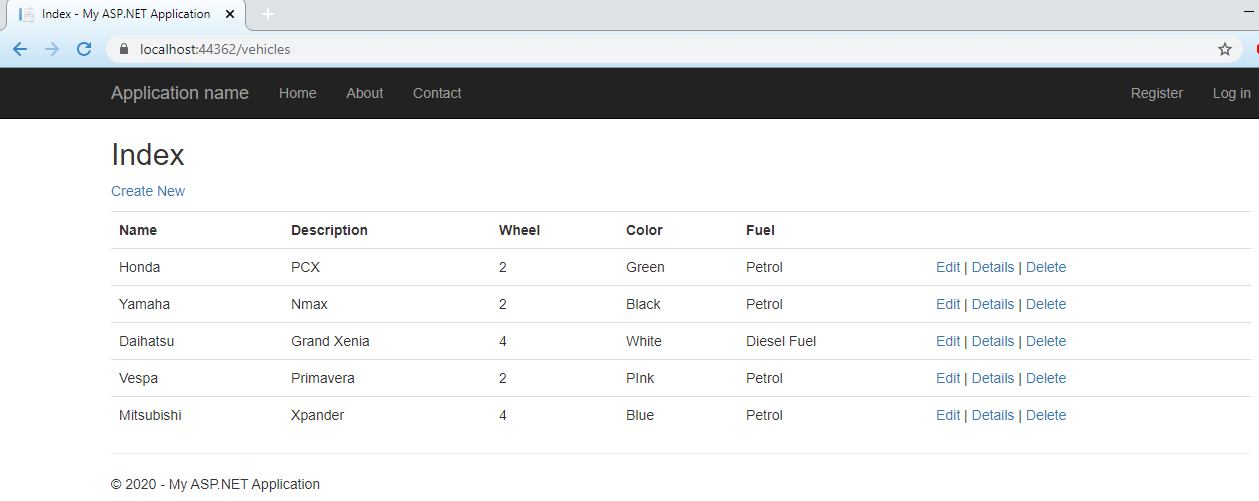 Index - My ASP.NET Application
localhost:44362/vehicles
Application name Home About Contact Register Log in
Index
Create New
Name Description Wheel Color Fuel
Honda PCX 2 Green Petrol Edit | Details | Delete
Yamaha Nmax 2 Black Petrol Edit | Details | Delete
Daihatsu Grand Xenia 4 White Diesel Fuel Edit | Details | Delete
Vespa Primavera 2 PInk Petrol Edit | Details | Delete
Mitsubishi Xpander 4 Blue Petrol Edit | Details | Delete
© 2020 - My ASP.NET Application